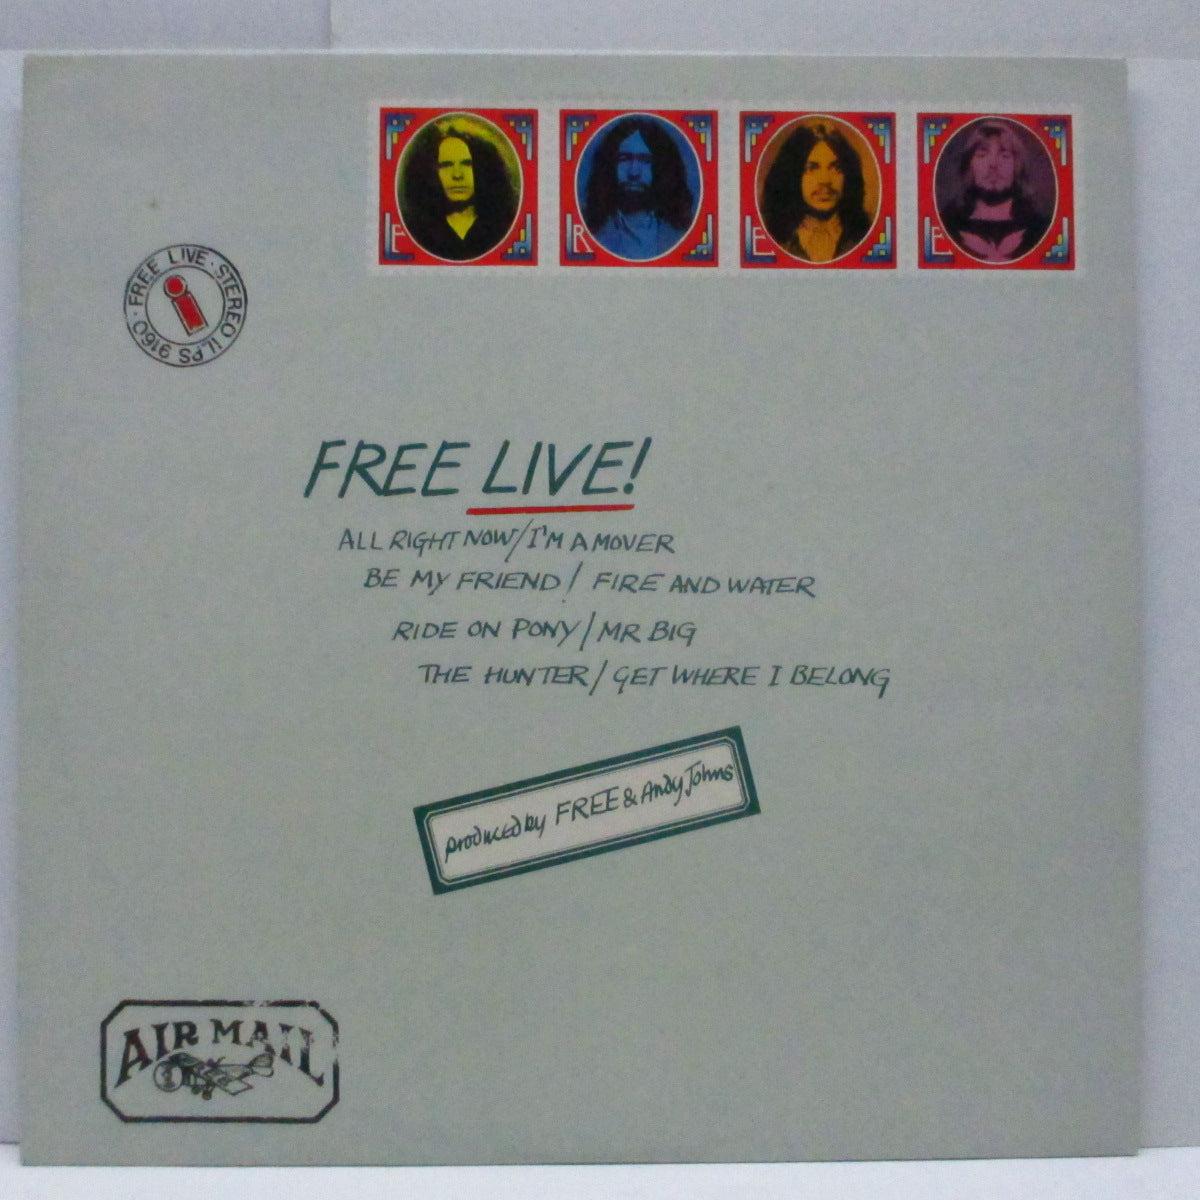 F R E E
FREE LIVE · STEREO ILPS 9160 ·
i
FREE LIVE!
ALL RIGHT NOW/I'M A MOVER
BE MY FRIEND/ FIRE AND WATER
RIDE ON PONY/MR BIG
THE HUNTER/GET WHERE I BELONG
produced by FREE & Andy Johns
AIR MAIL